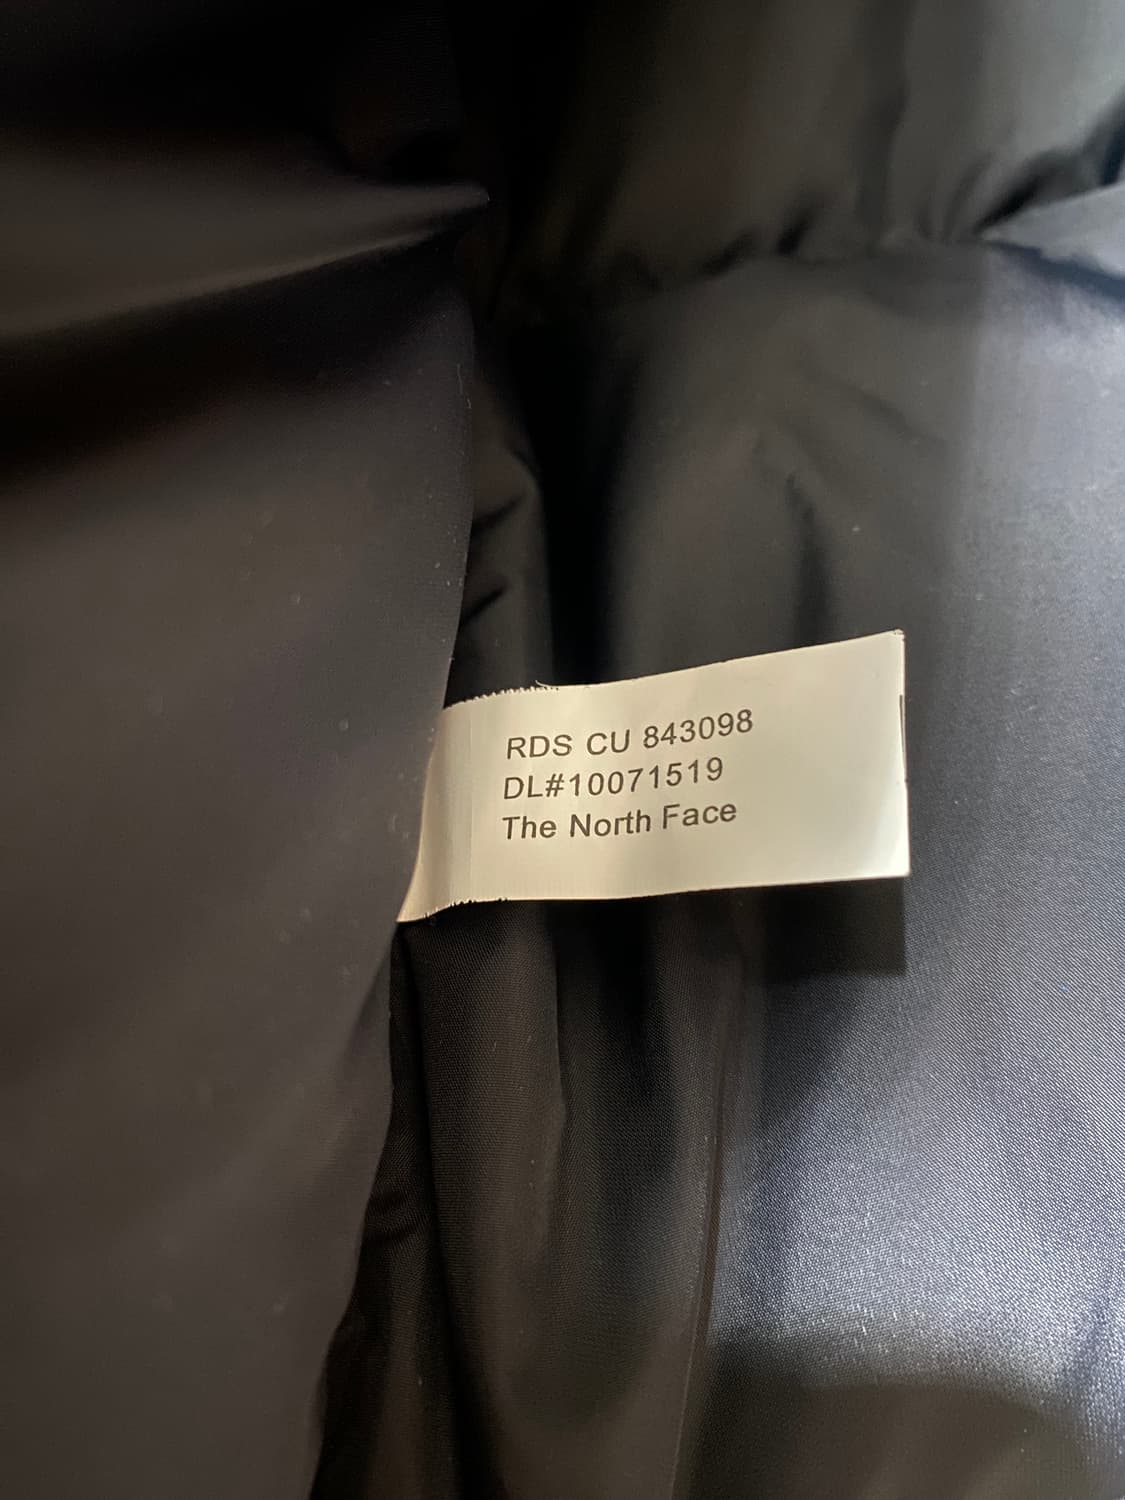 RDS CU 843098
DL#10071519
The North Face